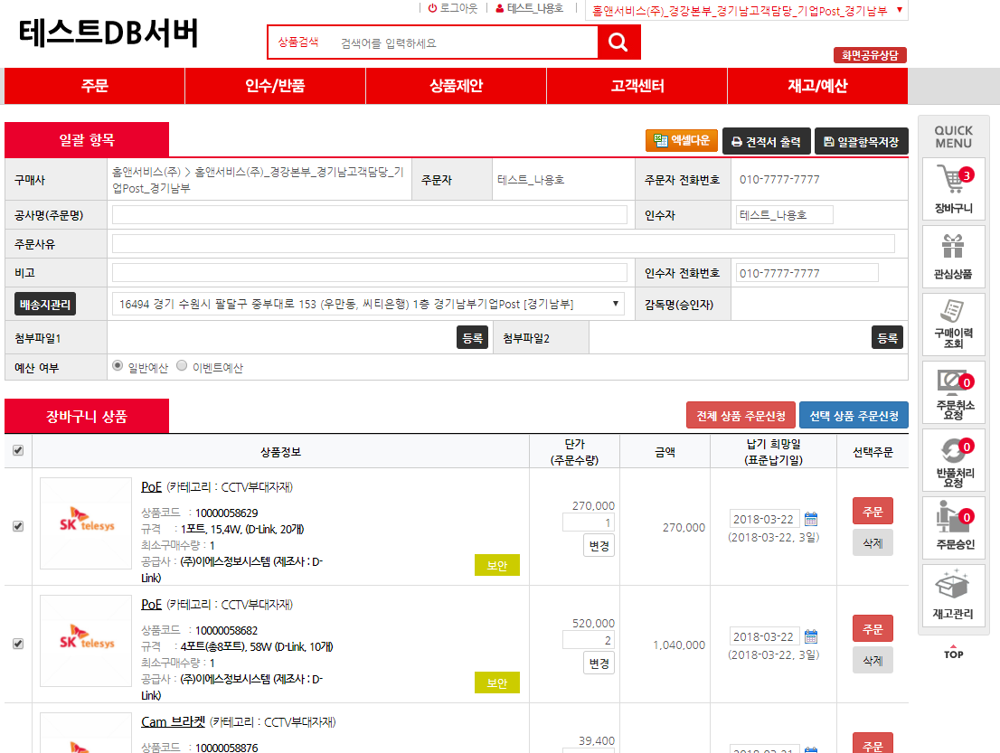 로그아웃 테스트_나용호 홈앤서비스(주)_경강본부_경기남고객담당_기업Post_경기남부
테스트DB서버
상품검색 검색어를 입력하세요
화면공유상담
주문 인수/반품 상품제안 고객센터 재고/예산
일괄 항목
엑셀다운 견적서 출력 일괄항목저장
구매사 홈앤서비스(주) > 홈앤서비스(주)_경강본부_경기남고객담당_기
업Post_경기남부
주문자 테스트_나용호 주문자 전화번호 010-7777-7777
공사명(주문명) 인수자 테스트_나용호
주문사유
비고 인수자 전화번호 010-7777-7777
배송지관리 16494 경기 수원시 팔달구 중부대로 153 (우만동, 씨티은행) 1층 경기남부기업Post [경기남부] 감독명(승인자)
첨부파일1 등록 첨부파일2 등록
예산 여부 일반예산 이벤트예산
장바구니 상품
전체 상품 주문신청 선택 상품 주문신청
상품정보 단가
(주문수량) 금액 납기 희망일
(표준납기일) 선택주문
SK telesys
PoE (카테고리 : CCTV부대자재)
상품코드 : 10000058629
규격 : 1포트, 15.4W, (D-Link, 20개)
최소구매수량 : 1
공급사 : (주)이에스정보시스템 (제조사 : D-
Link)
보안
270,000
1
변경
270,000
2018-03-22
(2018-03-22, 3일)
주문
삭제
SK telesys
PoE (카테고리 : CCTV부대자재)
상품코드 : 10000058682
규격 : 4포트(총8포트), 58W (D-Link, 10개)
최소구매수량 : 1
공급사 : (주)이에스정보시스템 (제조사 : D-
Link)
보안
520,000
2
변경
1,040,000
2018-03-22
(2018-03-22, 3일)
주문
삭제
Cam 브라켓 (카테고리 : CCTV부대자재)
상품코드 : 10000058876
39,400
주문
QUICK
MENU
3
장바구니
관심상품
구매이력
조회
0
주문취소
요청
0
반품처리
요청
0
주문승인
재고관리
TOP